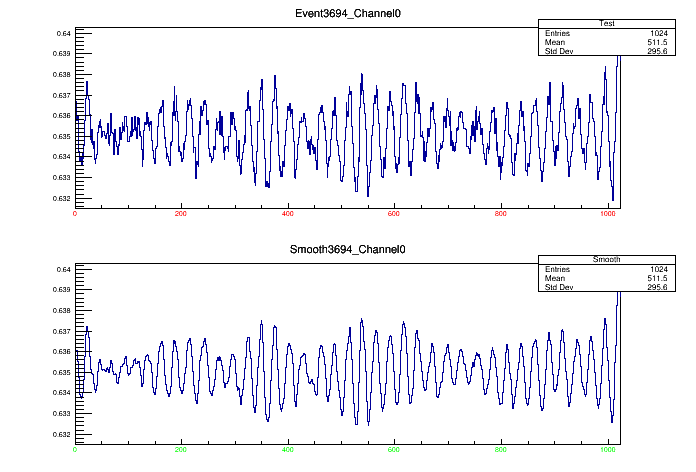 Event3694_Channel0
Test
Entries 1024
Mean 511.5
Std Dev 295.6
0.64
0.639
0.638
0.637
0.636
0.635
0.634
0.633
0.632
0 200 400 600 800 1000
Smooth3694_Channel0
Smooth
Entries 1024
Mean 511.5
Std Dev 295.6
0.64
0.639
0.638
0.637
0.636
0.635
0.634
0.633
0.632
0 200 400 600 800 1000